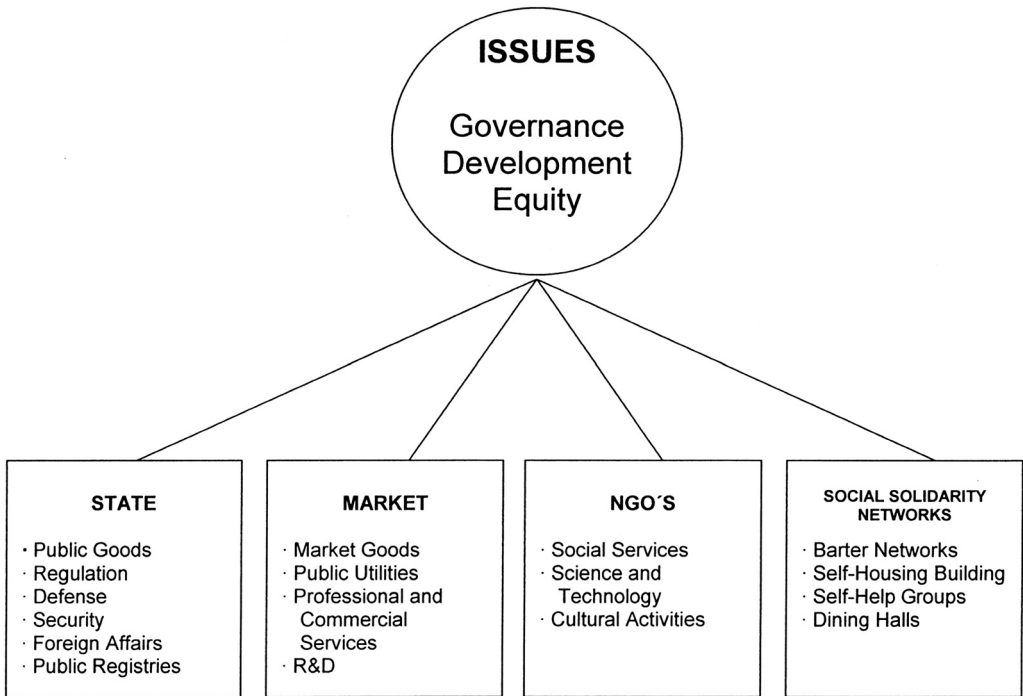 ISSUES
Governance
Development
Equity
STATE
· Public Goods
· Regulation
· Defense
· Security
· Foreign Affairs
· Public Registries
MARKET
· Market Goods
· Public Utilities
· Professional and
Commercial
Services
· R&D
NGO´S
· Social Services
· Science and
Technology
· Cultural Activities
SOCIAL SOLIDARITY
NETWORKS
· Barter Networks
· Self-Housing Building
· Self-Help Groups
· Dining Halls